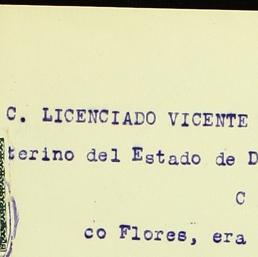 C. LICENCIADO VICENTE
terino del Estado de D
C
co Flores, era